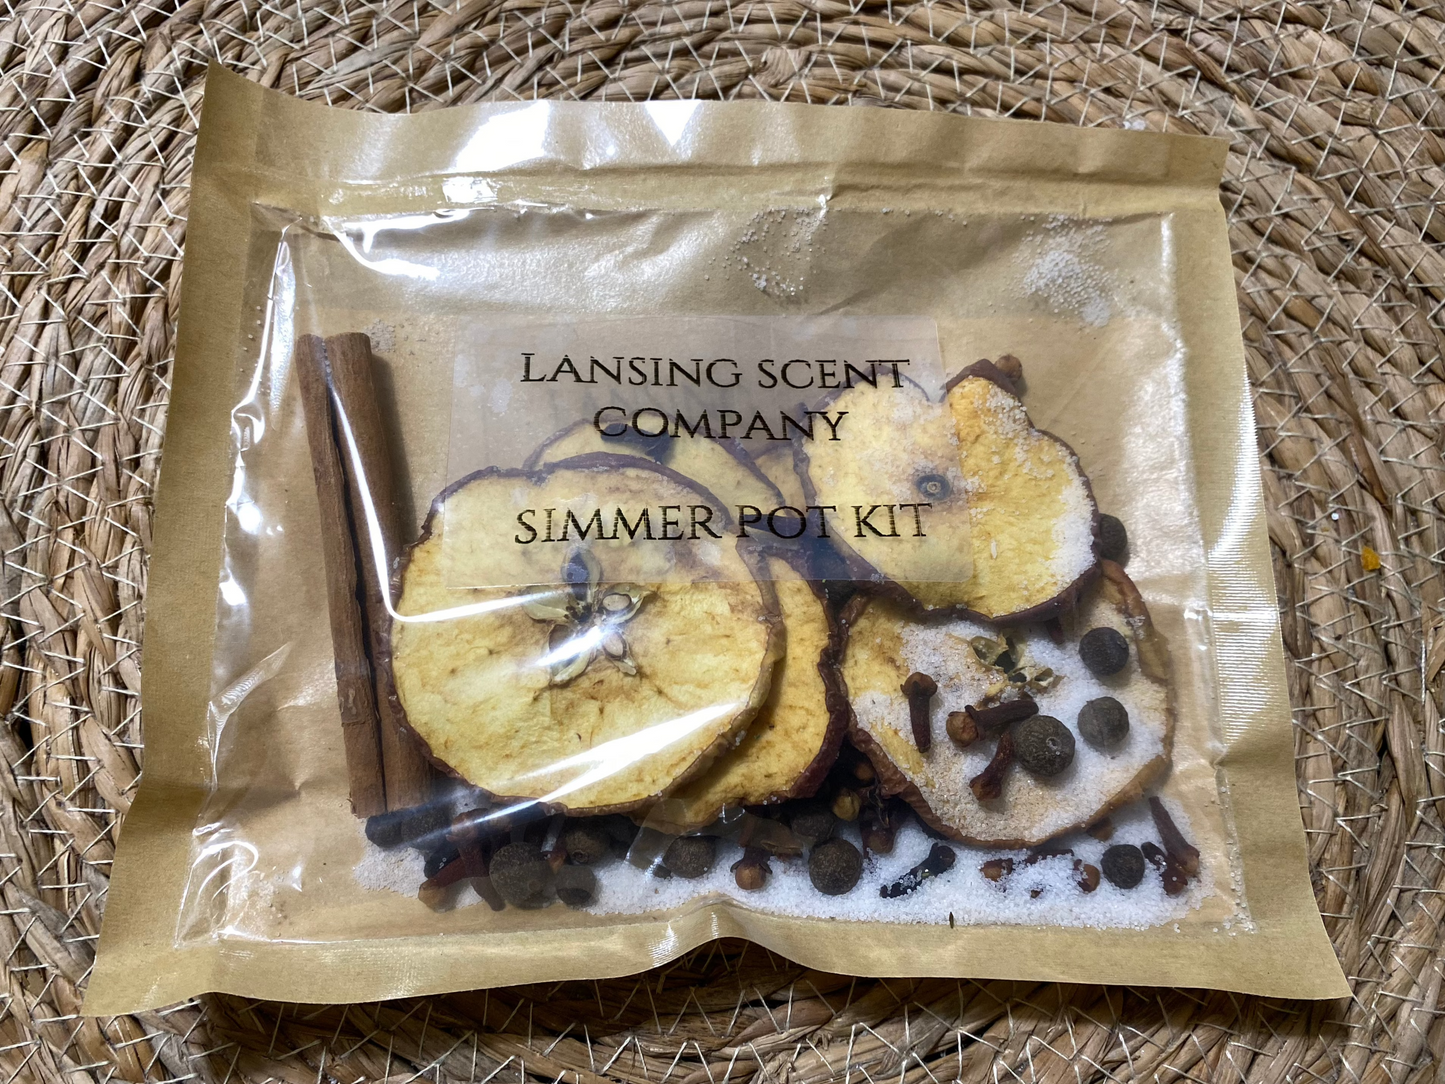 LANSING SCENT
COMPANY
SIMMER POT KIT